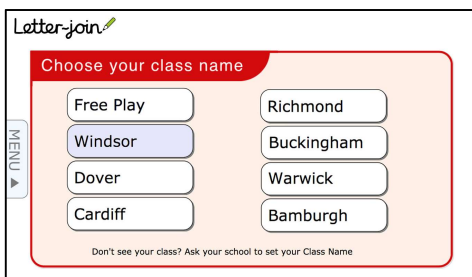 Letter-join
Choose your class name
Free Play
Windsor
Dover
Cardiff
Richmond
Buckingham
Warwick
Bamburgh
MENU
Don't see your class? Ask your school to set your Class Name